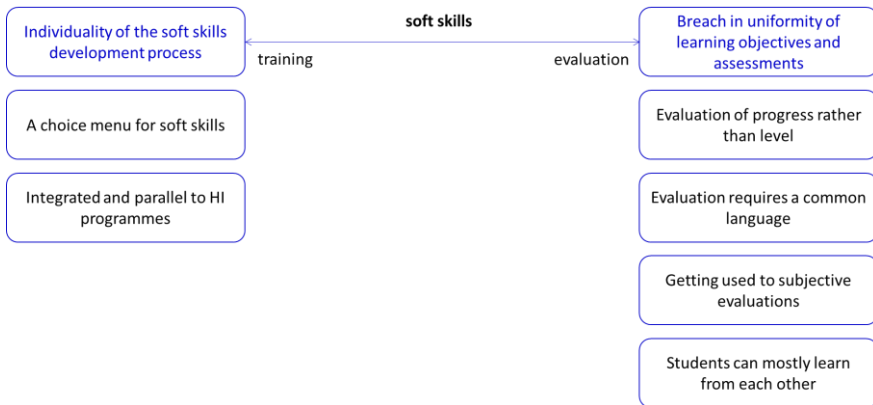 soft skills
Individuality of the soft skills
development process
training
evaluation
Breach in uniformity of
learning objectives and
assessments
A choice menu for soft skills
Integrated and parallel to HI
programmes
Evaluation of progress rather
than level
Evaluation requires a common
language
Getting used to subjective
evaluations
Students can mostly learn
from each other